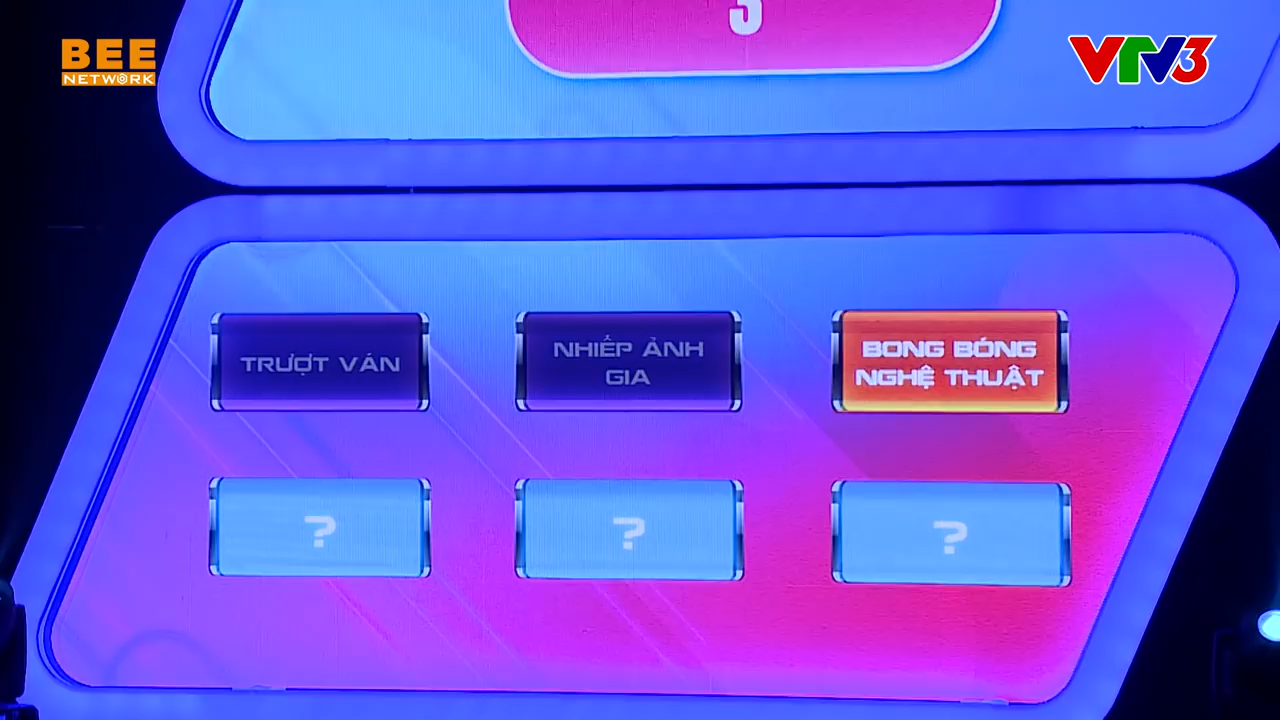 BEE
NETWORK
VTV3
3
TRƯỢT VÁN
NHIẾP ẢNH
GIA
BONG BÓNG
NGHỆ THUẬT
?
?
?